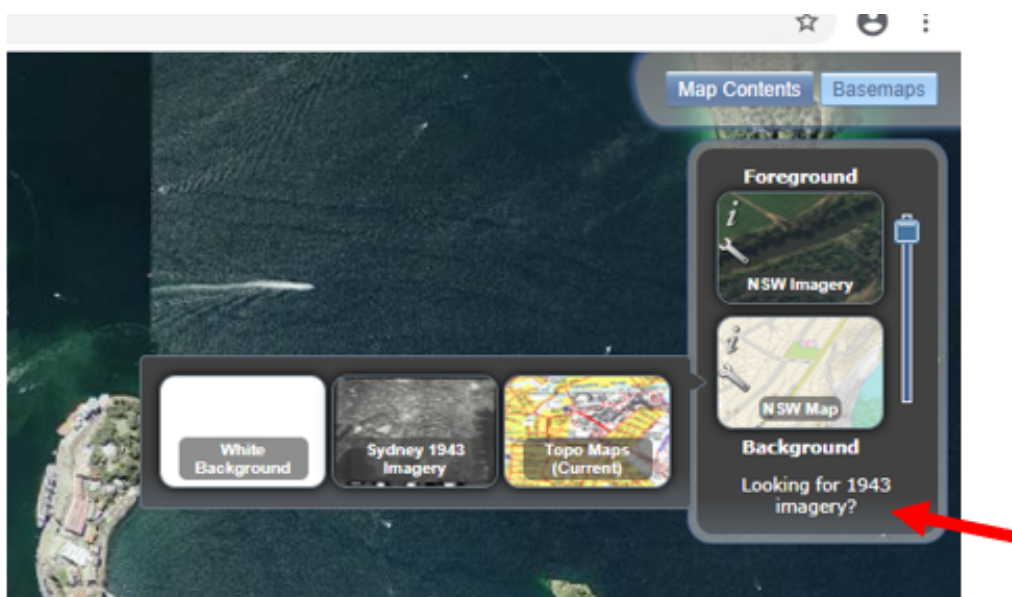 Map Contents Basemaps
Foreground
NSW Imagery
NSW Map
White
Background
Sydney 1943
Imagery
Topo Maps
(Current)
Background
Looking for 1943
imagery?